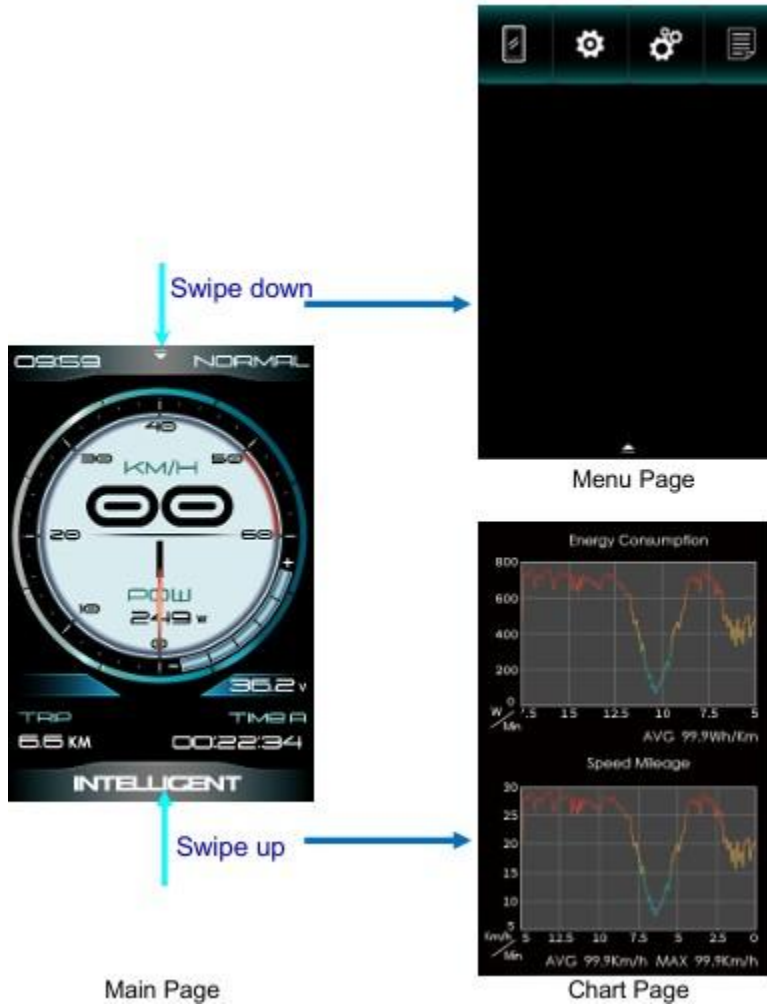 Swipe down
09:59 NORMAL
40
30 50
KM/H
00
20 60
POW
10 249 W
0
+
-
36.2 V
TRIP TIME A
6.6 KM 00:22:34
INTELLIGENT
Swipe up
Main Page
Menu Page
Energy Consumption
800
600
400
200
0
W/Min 7.5 15 12.5 10 7.5 5
AVG 99.9Wh/Km
Speed Mileage
30
25
20
15
10
5
Km/h/Min 5 12.5 10 7.5 5 2.5 0
AVG 99.9Km/h MAX 99.9Km/h
Chart Page